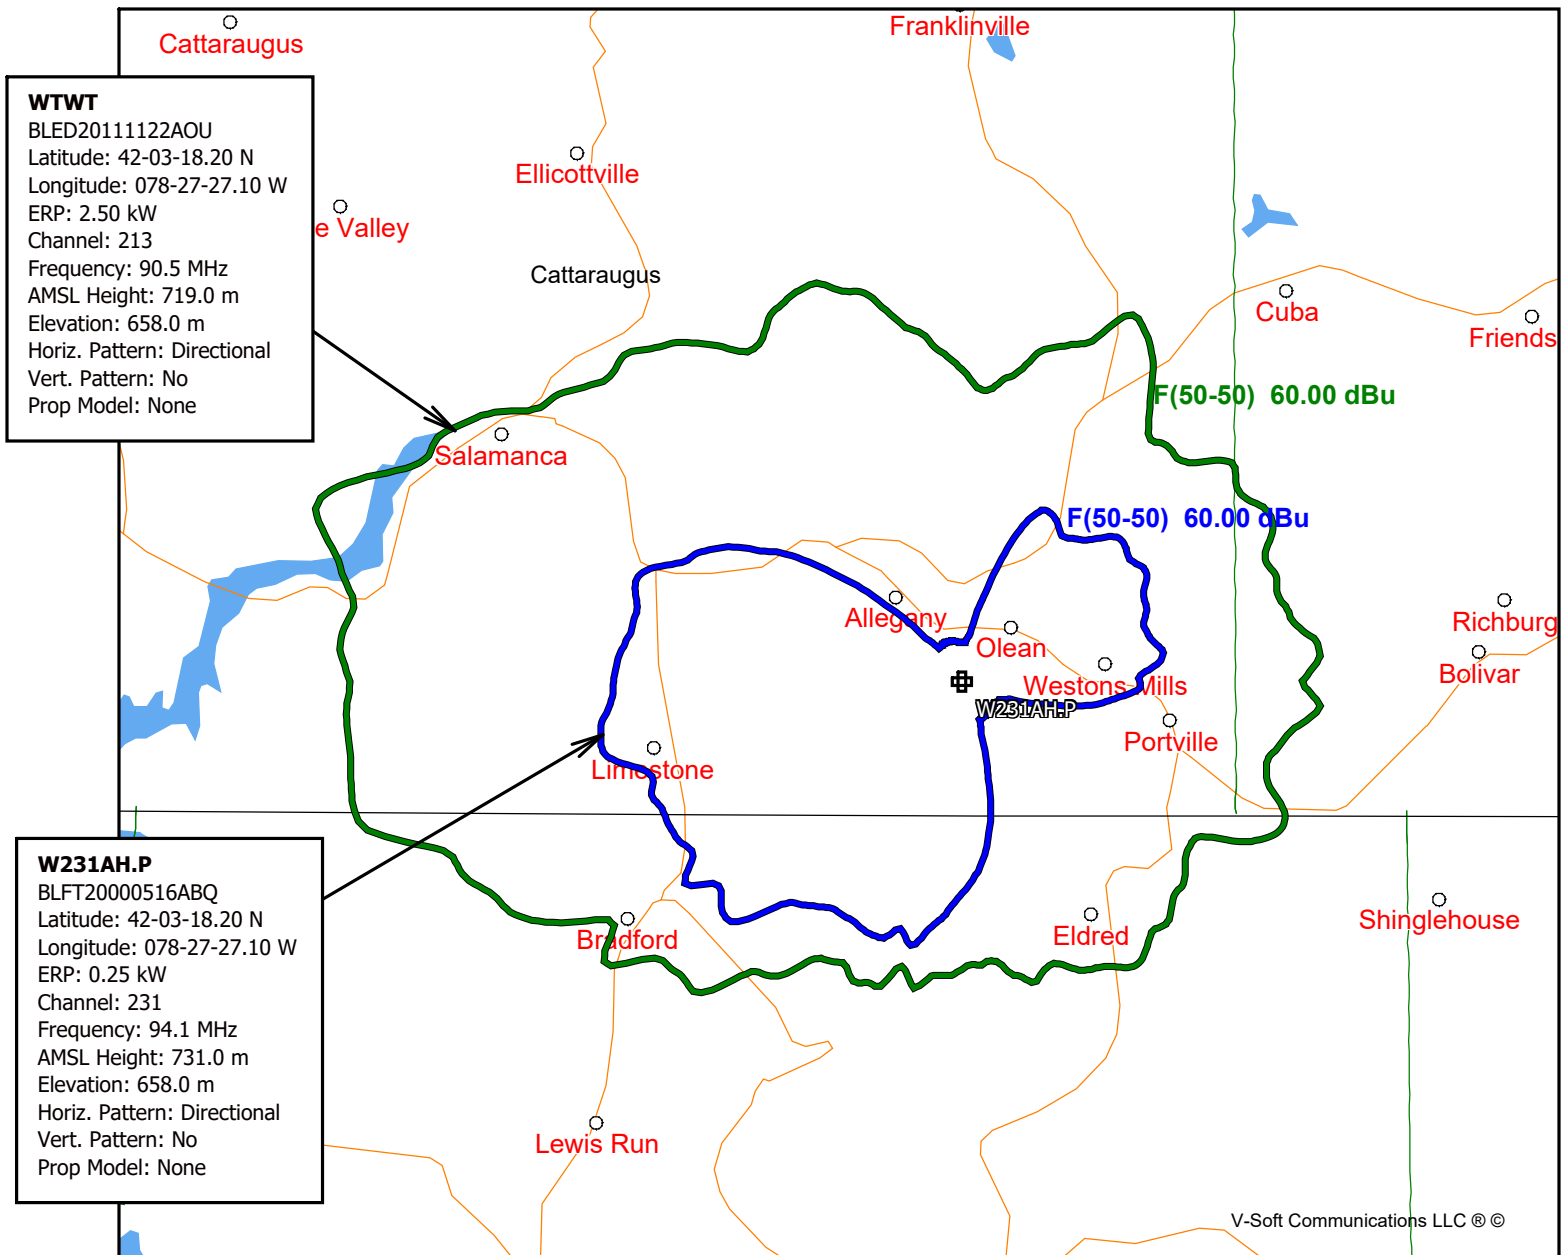 Cattaraugus
Franklinville
WTWT
BLED20111122AOU
Latitude: 42-03-18.20 N
Longitude: 078-27-27.10 W
ERP: 2.50 kW
Channel: 213
Frequency: 90.5 MHz
AMSL Height: 719.0 m
Elevation: 658.0 m
Horiz. Pattern: Directional
Vert. Pattern: No
Prop Model: None
Ellicottville
e Valley
Cattaraugus
Cuba
Friends
F(50-50) 60.00 dBu
Salamanca
F(50-50) 60.00 dBu
Allegany
Olean
Richburg
Bolivar
Westons Mills
W231AH.P
Portville
Limestone
W231AH.P
BLFT20000516ABQ
Latitude: 42-03-18.20 N
Longitude: 078-27-27.10 W
ERP: 0.25 kW
Channel: 231
Frequency: 94.1 MHz
AMSL Height: 731.0 m
Elevation: 658.0 m
Horiz. Pattern: Directional
Vert. Pattern: No
Prop Model: None
Bradford
Eldred
Shinglehouse
Lewis Run
V-Soft Communications LLC ® ©